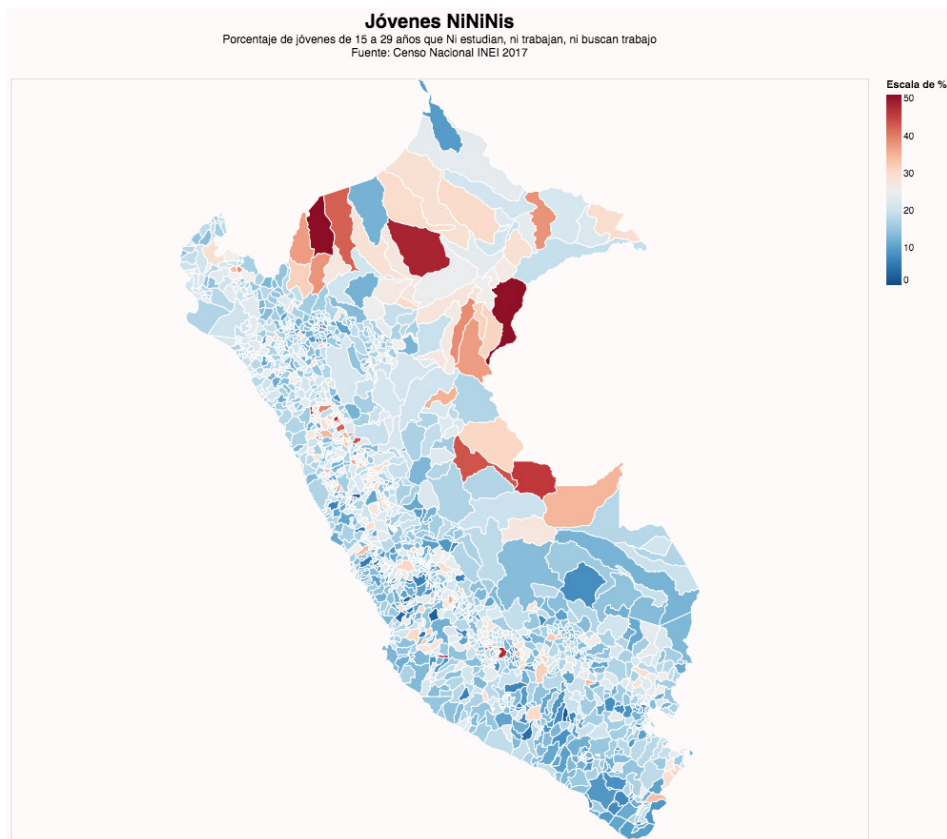 Jóvenes NiNiNis
Porcentaje de jóvenes de 15 a 29 años que Ni estudian, ni trabajan, ni buscan trabajo
Fuente: Censo Nacional INEI 2017
Escala de %
50
40
30
20
10
0